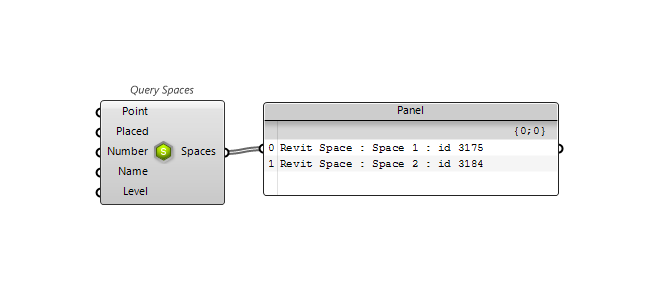 Query Spaces
Point
Placed
Number
Name
Level
S
Spaces
Panel
{0;0}
0 Revit Space : Space 1 : id 3175
1 Revit Space : Space 2 : id 3184